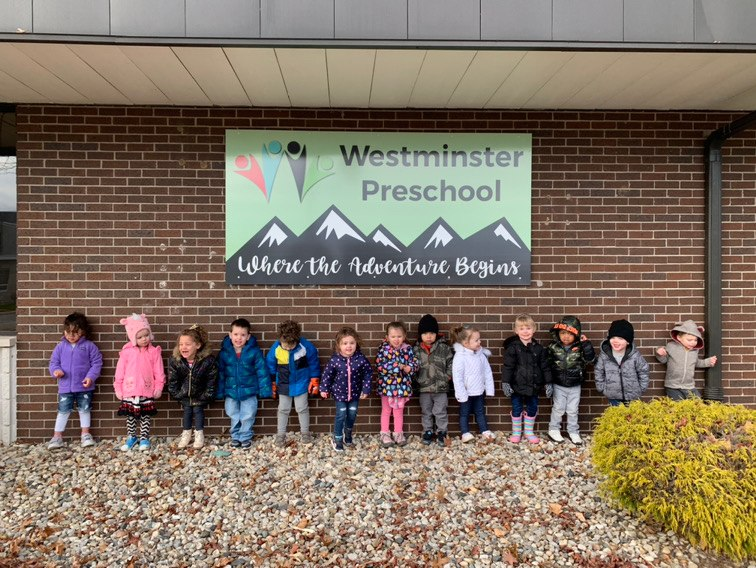 Westminster
Preschool
Where the Adventure Begins